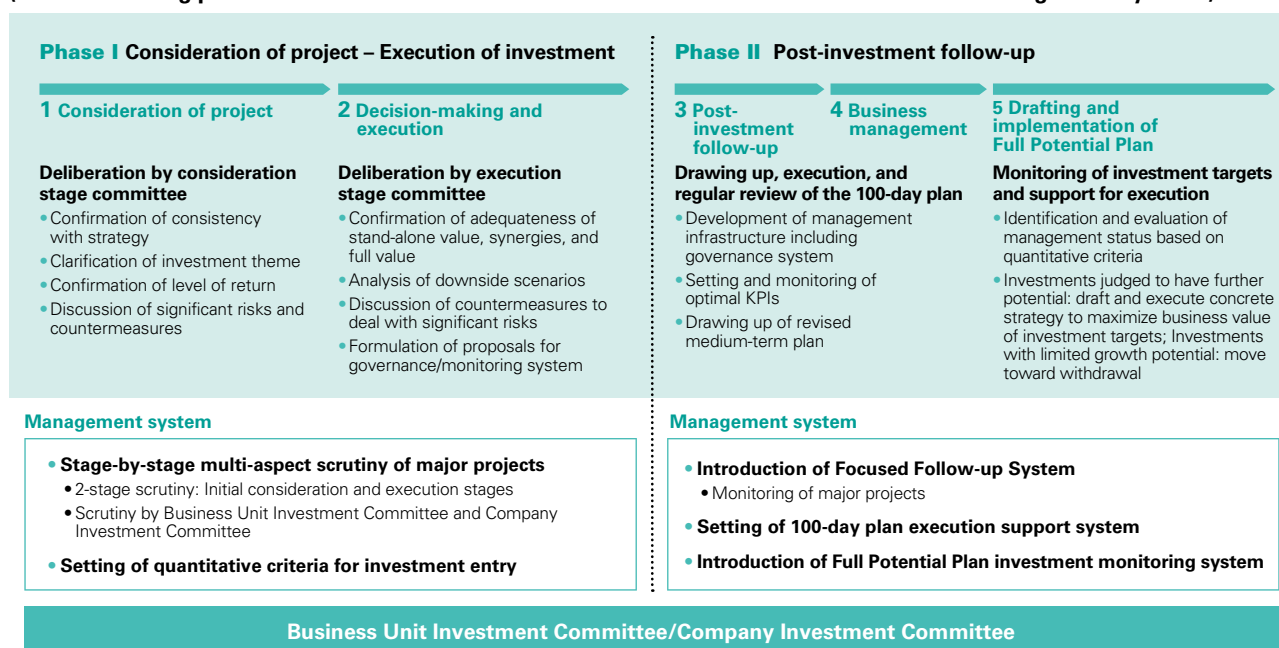 Phase I Consideration of project – Execution of investment
1 Consideration of project
2 Decision-making and
execution
Deliberation by consideration
stage committee
• Confirmation of consistency
with strategy
• Clarification of investment theme
• Confirmation of level of return
• Discussion of significant risks and
countermeasures
Deliberation by execution
stage committee
• Confirmation of adequateness of
stand-alone value, synergies, and
full value
• Analysis of downside scenarios
• Discussion of countermeasures to
deal with significant risks
• Formulation of proposals for
governance/monitoring system
Phase II Post-investment follow-up
3 Post-
investment
follow-up
4 Business
management
5 Drafting and
implementation of
Full Potential Plan
Drawing up, execution, and
regular review of the 100-day plan
• Development of management
infrastructure including
governance system
• Setting and monitoring of
optimal KPIs
• Drawing up of revised
medium-term plan
Monitoring of investment targets
and support for execution
• Identification and evaluation of
management status based on
quantitative criteria
• Investments judged to have further
potential: draft and execute concrete
strategy to maximize business value
of investment targets; Investments
with limited growth potential: move
toward withdrawal
Management system
• Stage-by-stage multi-aspect scrutiny of major projects
• 2-stage scrutiny: Initial consideration and execution stages
• Scrutiny by Business Unit Investment Committee and Company
Investment Committee
• Setting of quantitative criteria for investment entry
Management system
• Introduction of Focused Follow-up System
• Monitoring of major projects
• Setting of 100-day plan execution support system
• Introduction of Full Potential Plan investment monitoring system
Business Unit Investment Committee/Company Investment Committee